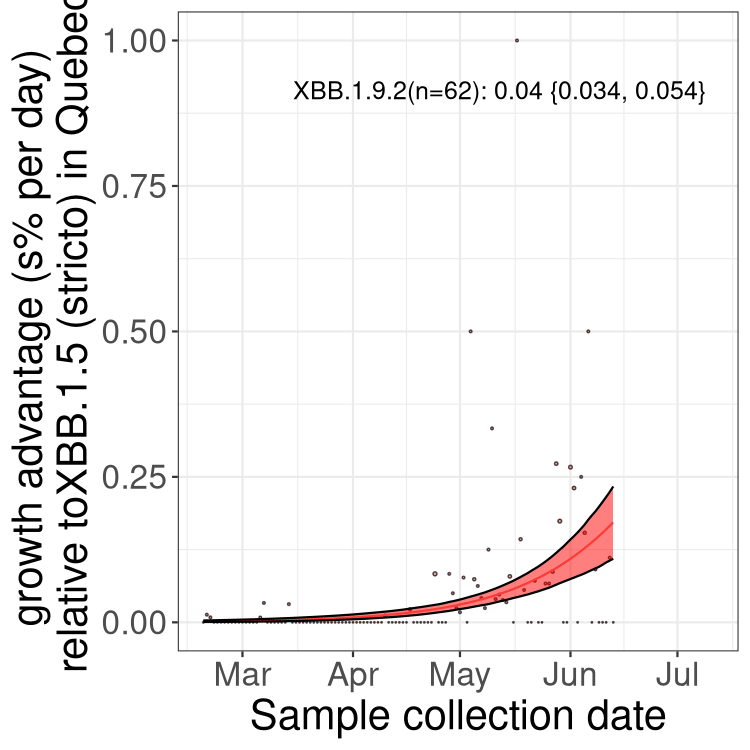 growth advantage (s% per day)
relative toXBB.1.5 (stricto) in Quebec
1.00
0.75
0.50
0.25
0.00
XBB.1.9.2(n=62): 0.04 {0.034, 0.054}
Mar Apr May Jun Jul
Sample collection date